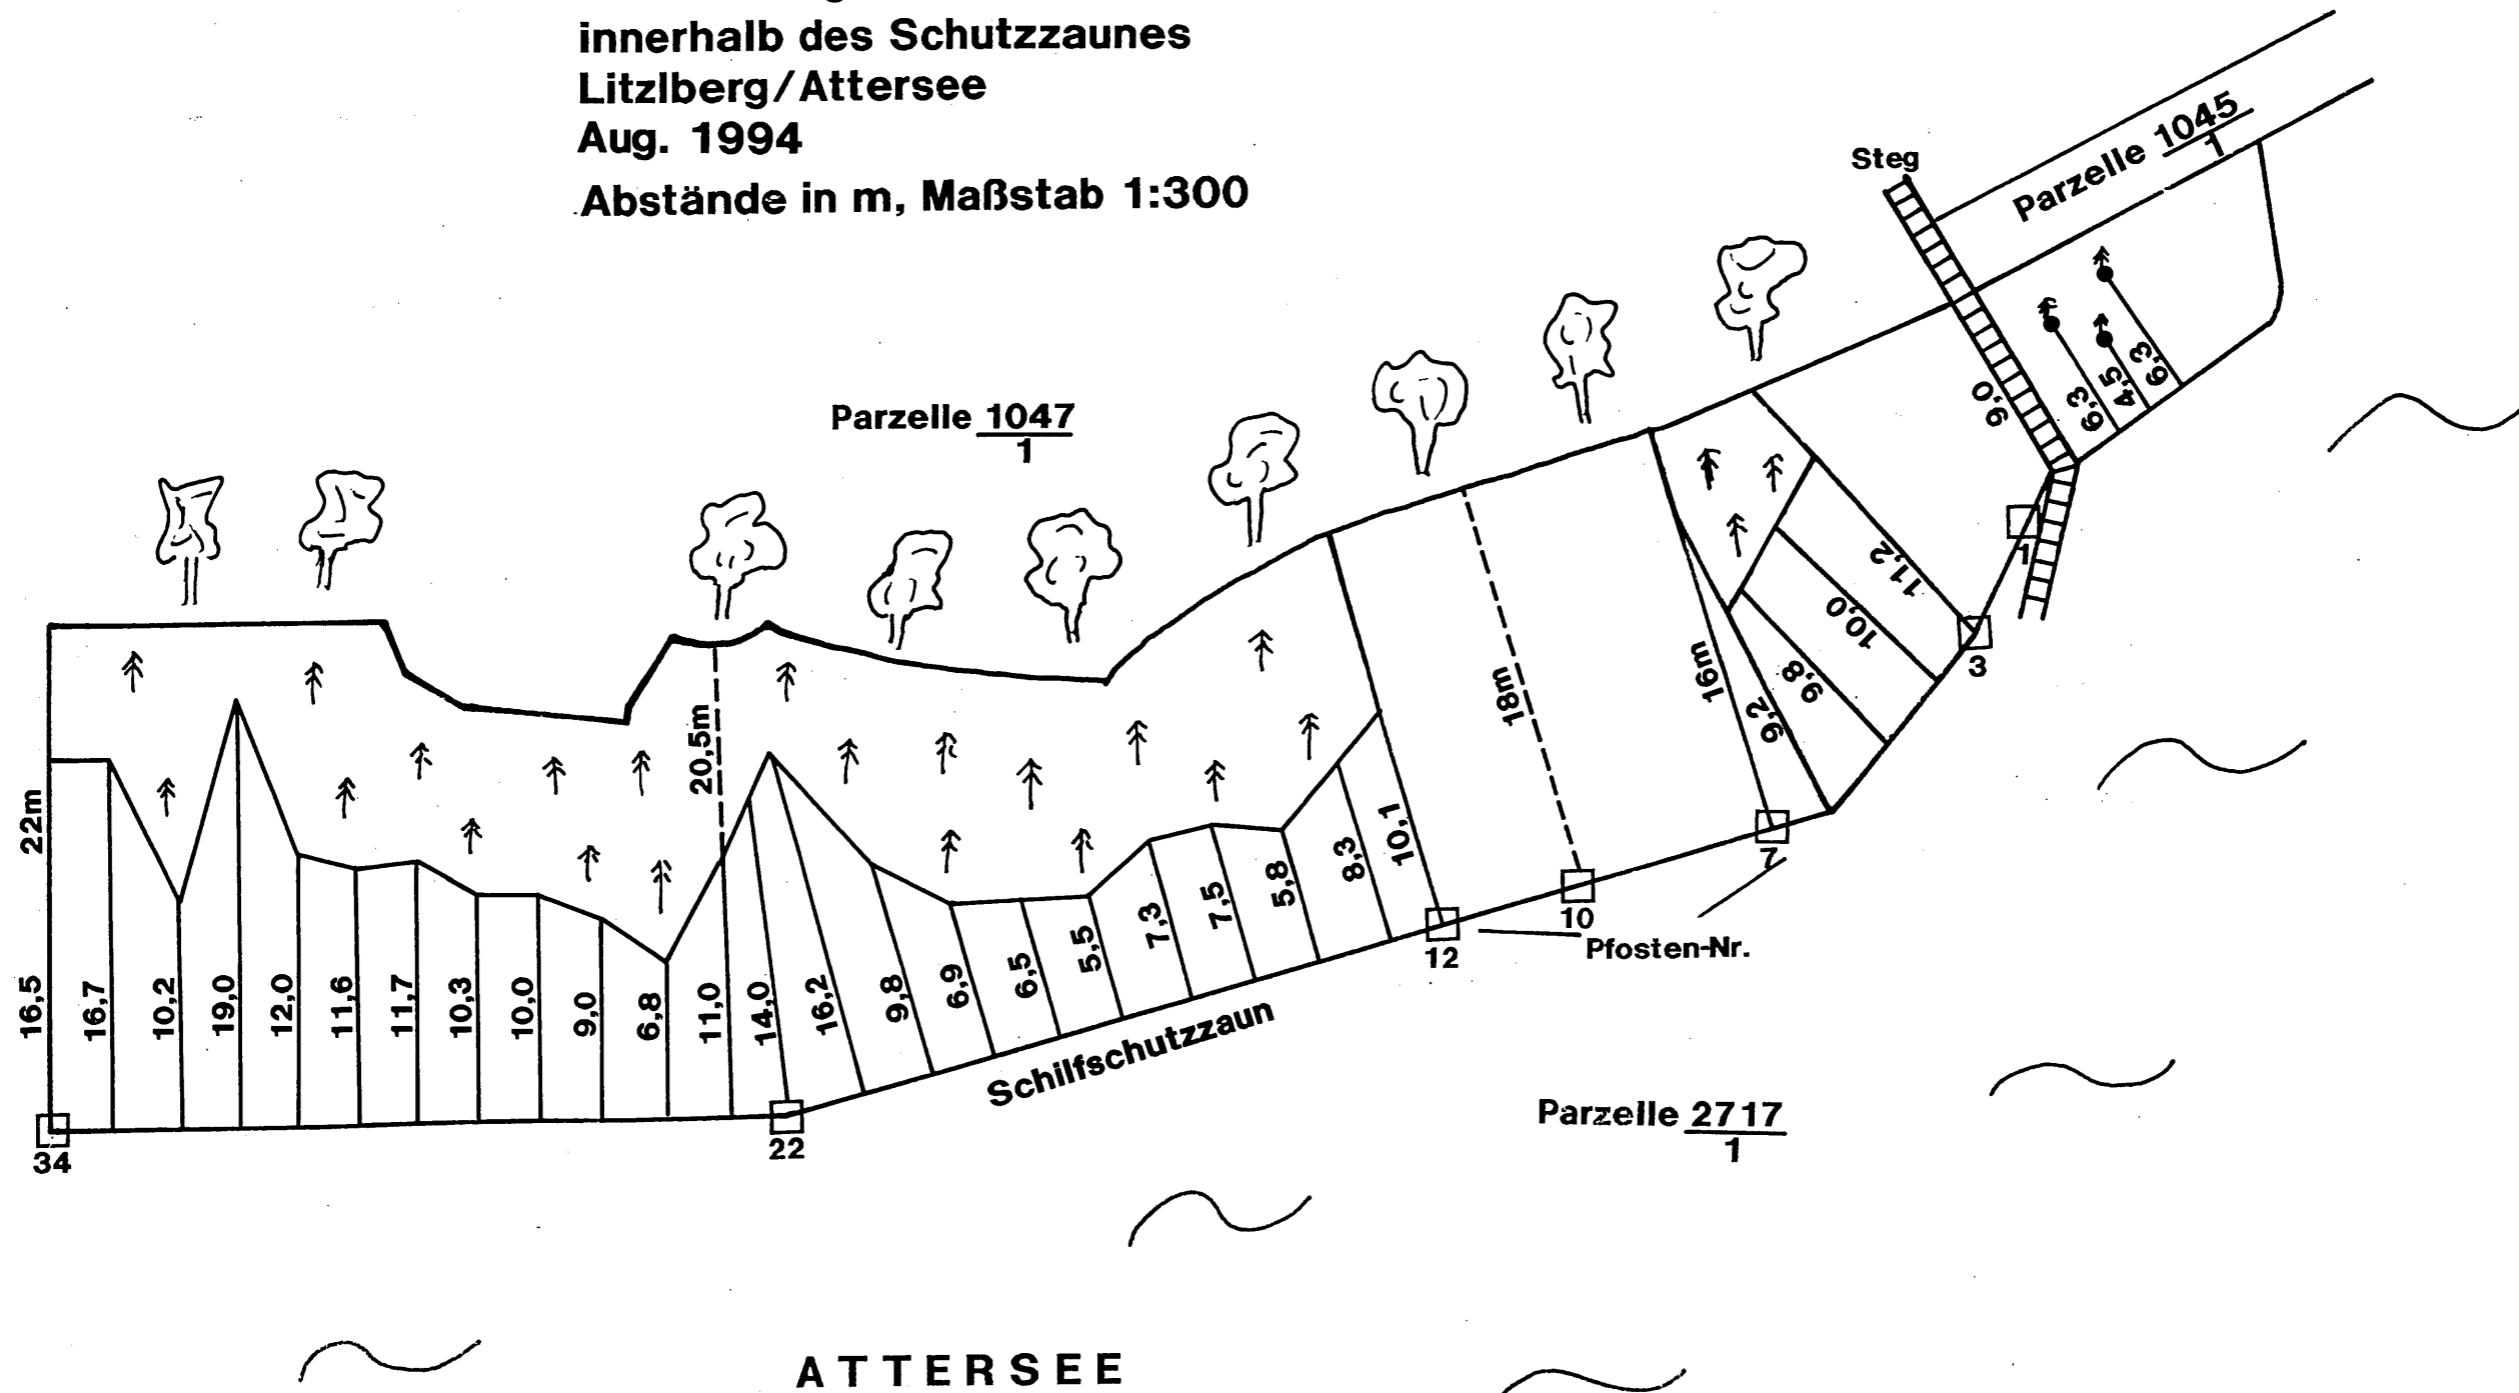 innerhalb des Schutzzaunes
Litzlberg/Attersee
Aug. 1994
Abstände in m, Maßstab 1:300
Steg
Parzelle 1045
1
Parzelle 1047
1
9,0
6,3
4,5
6,3
1
11,2
10,0
9,8
9,2
16m
18m
3
7
10
12
Pfosten-Nr.
20,5m
22m
16,5
16,7
10,2
19,0
12,0
11,6
11,7
10,3
10,0
9,0
6,8
11,0
14,0
16,2
9,8
6,9
6,5
5,5
7,3
7,5
5,8
8,3
10,1
Schilfschutzzaun
34
22
Parzelle 2717
1
ATTERSEE